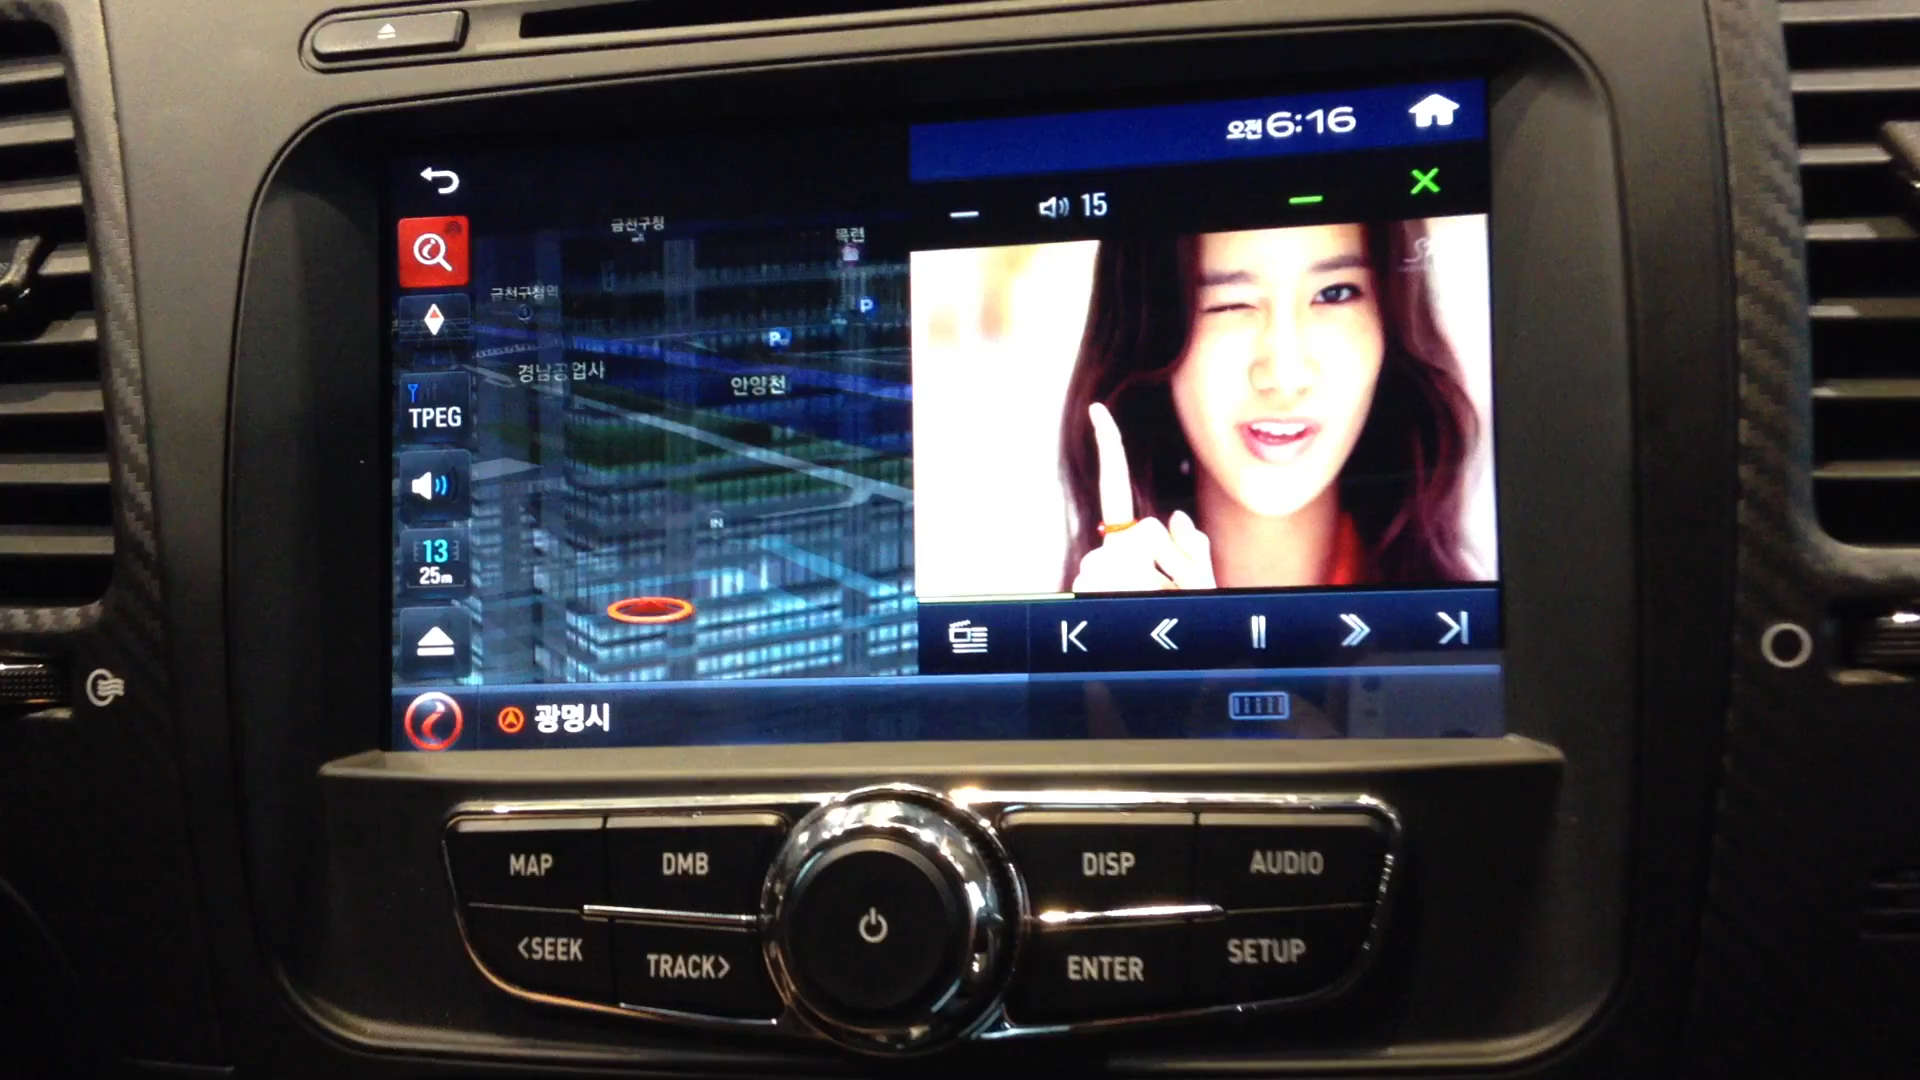 오전 6:16
15
금천구청
목련
금천구청역
P
P
경남공업사
안양천
TPEG
IN
13
25m
광명시
MAP
DMB
DISP
AUDIO
<SEEK
TRACK>
ENTER
SETUP